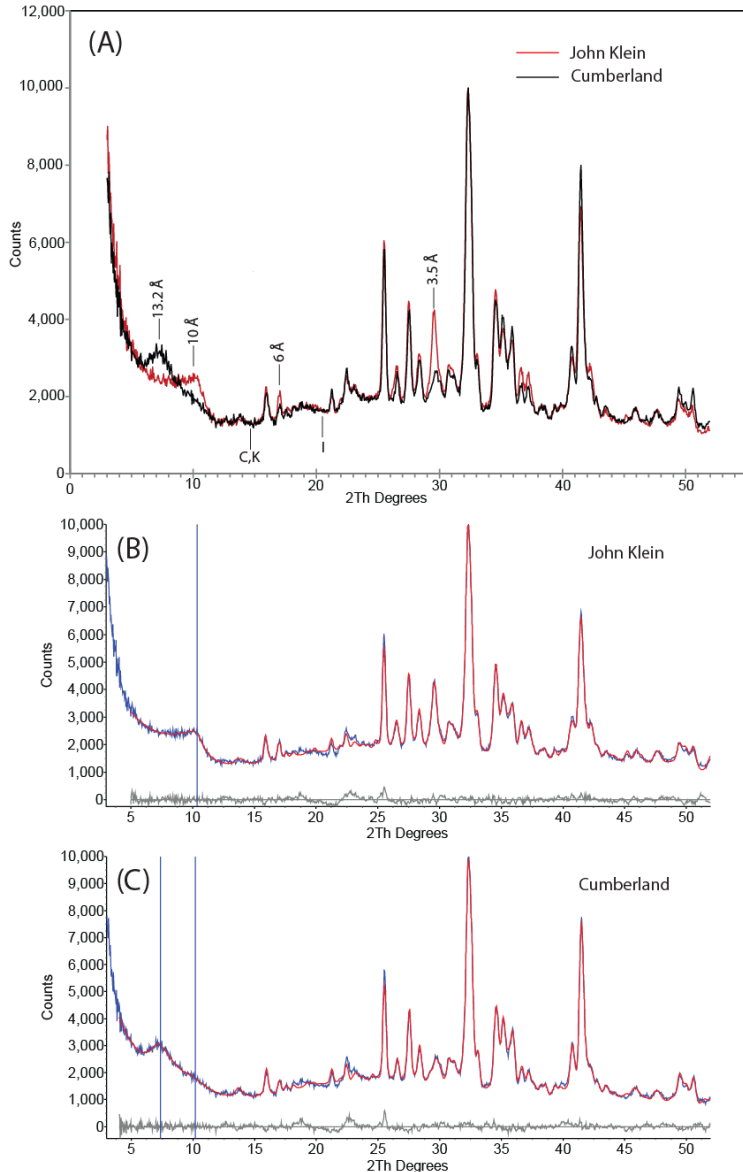 (A)
John Klein
Cumberland
12,000
10,000
8,000
6,000
4,000
2,000
0
Counts
13.2 Å
10 Å
6 Å
3.5 Å
C,K
I
0 10 20 30 40 50
2Th Degrees
(B)
John Klein
10,000
9,000
8,000
7,000
6,000
5,000
4,000
3,000
2,000
1,000
0
Counts
5 10 15 20 25 30 35 40 45 50
2Th Degrees
(C)
Cumberland
10,000
9,000
8,000
7,000
6,000
5,000
4,000
3,000
2,000
1,000
0
Counts
5 10 15 20 25 30 35 40 45 50
2Th Degrees